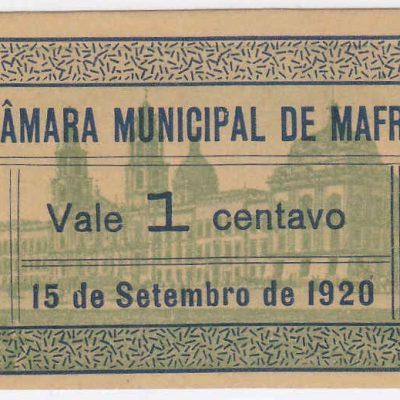 ÂMARA MUNICIPAL DE MAFR
Vale 1 centavo
15 de Setembro de 1920